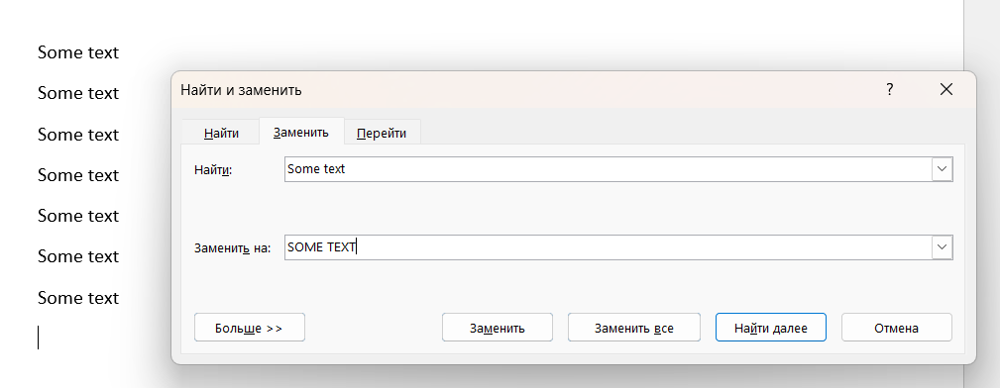 Some text
Some text
Some text
Some text
Some text
Some text
Some text
Найти и заменить ?
Найти Заменить Перейти
Найти: Some text
Заменить на: SOME TEXT
Больше >> Заменить Заменить все Найти далее Отмена